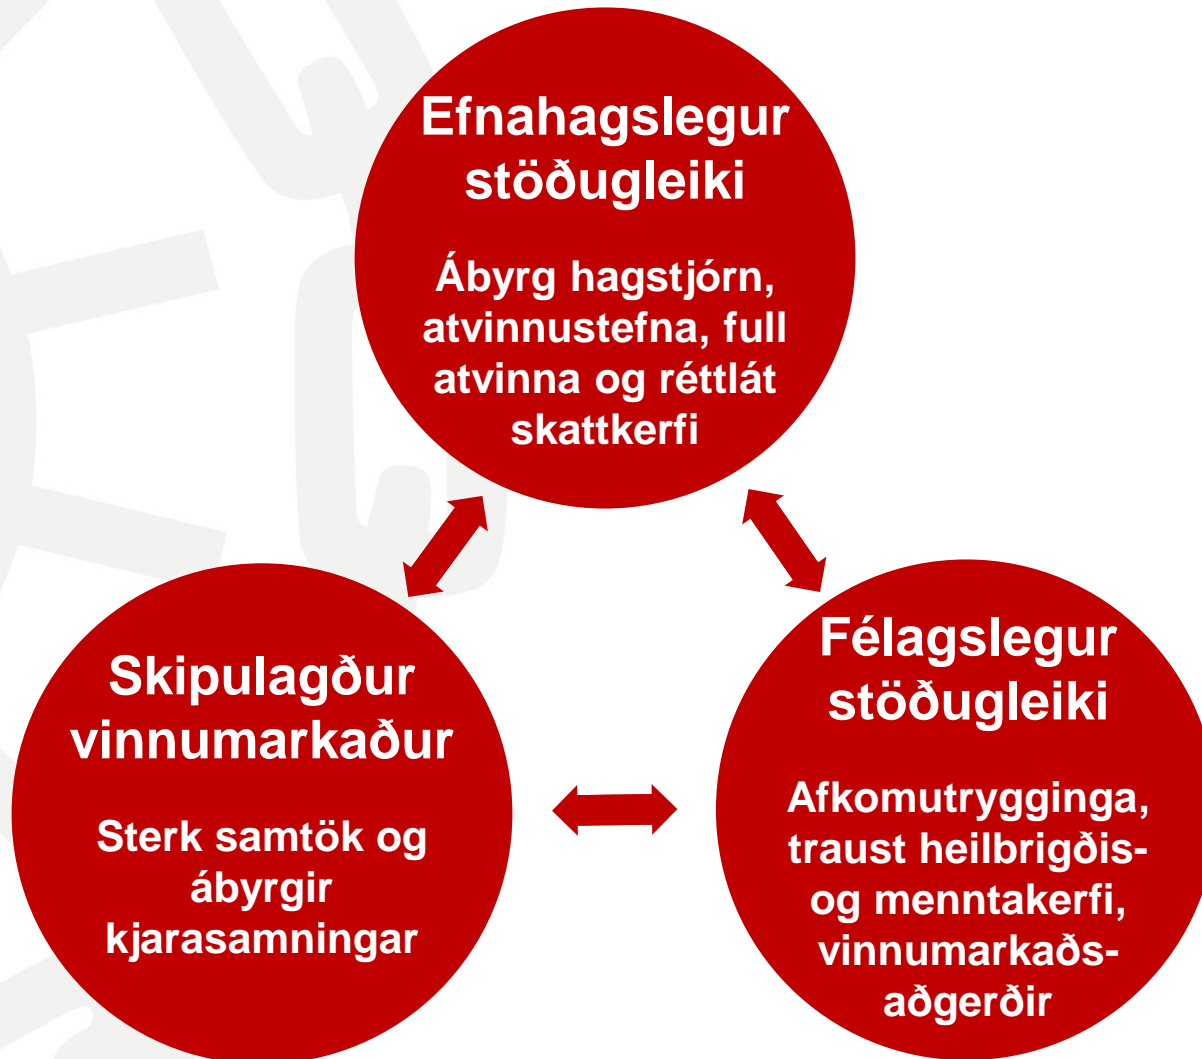 Efnahagslegur
stöðugleiki
Ábyrg hagstjórn,
atvinnustefna, full
atvinna og réttlát
skattkerfi
Skipulagður
vinnumarkaður
Sterk samtök og
ábyrgir
kjarasamningar
Félagslegur
stöðugleiki
Afkomutrygginga,
traust heilbrigðis-
og menntakerfi,
vinnumarkaðs-
aðgerðir